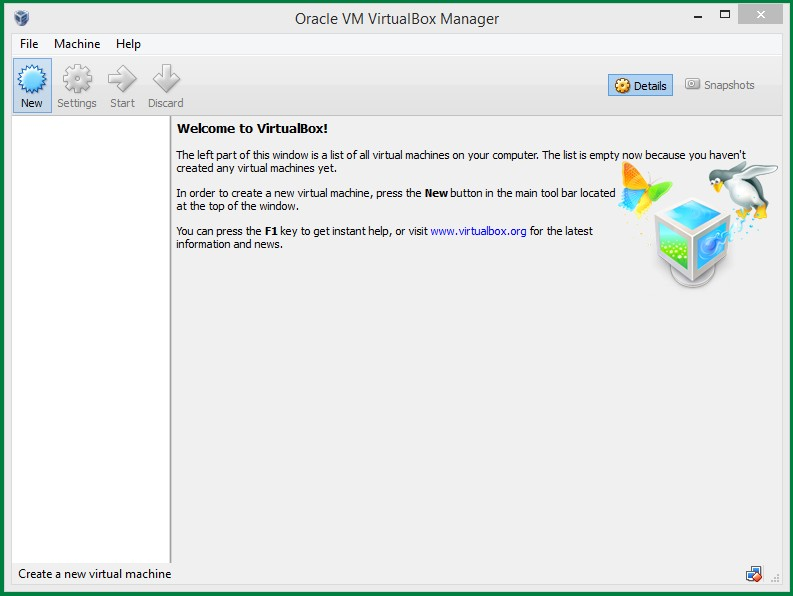 Oracle VM VirtualBox Manager
File Machine Help
New Settings Start Discard
Details Snapshots
Welcome to VirtualBox!
The left part of this window is a list of all virtual machines on your computer. The list is empty now because you haven't
created any virtual machines yet.
In order to create a new virtual machine, press the New button in the main tool bar located
at the top of the window.
You can press the F1 key to get instant help, or visit www.virtualbox.org for the latest
information and news.
Create a new virtual machine